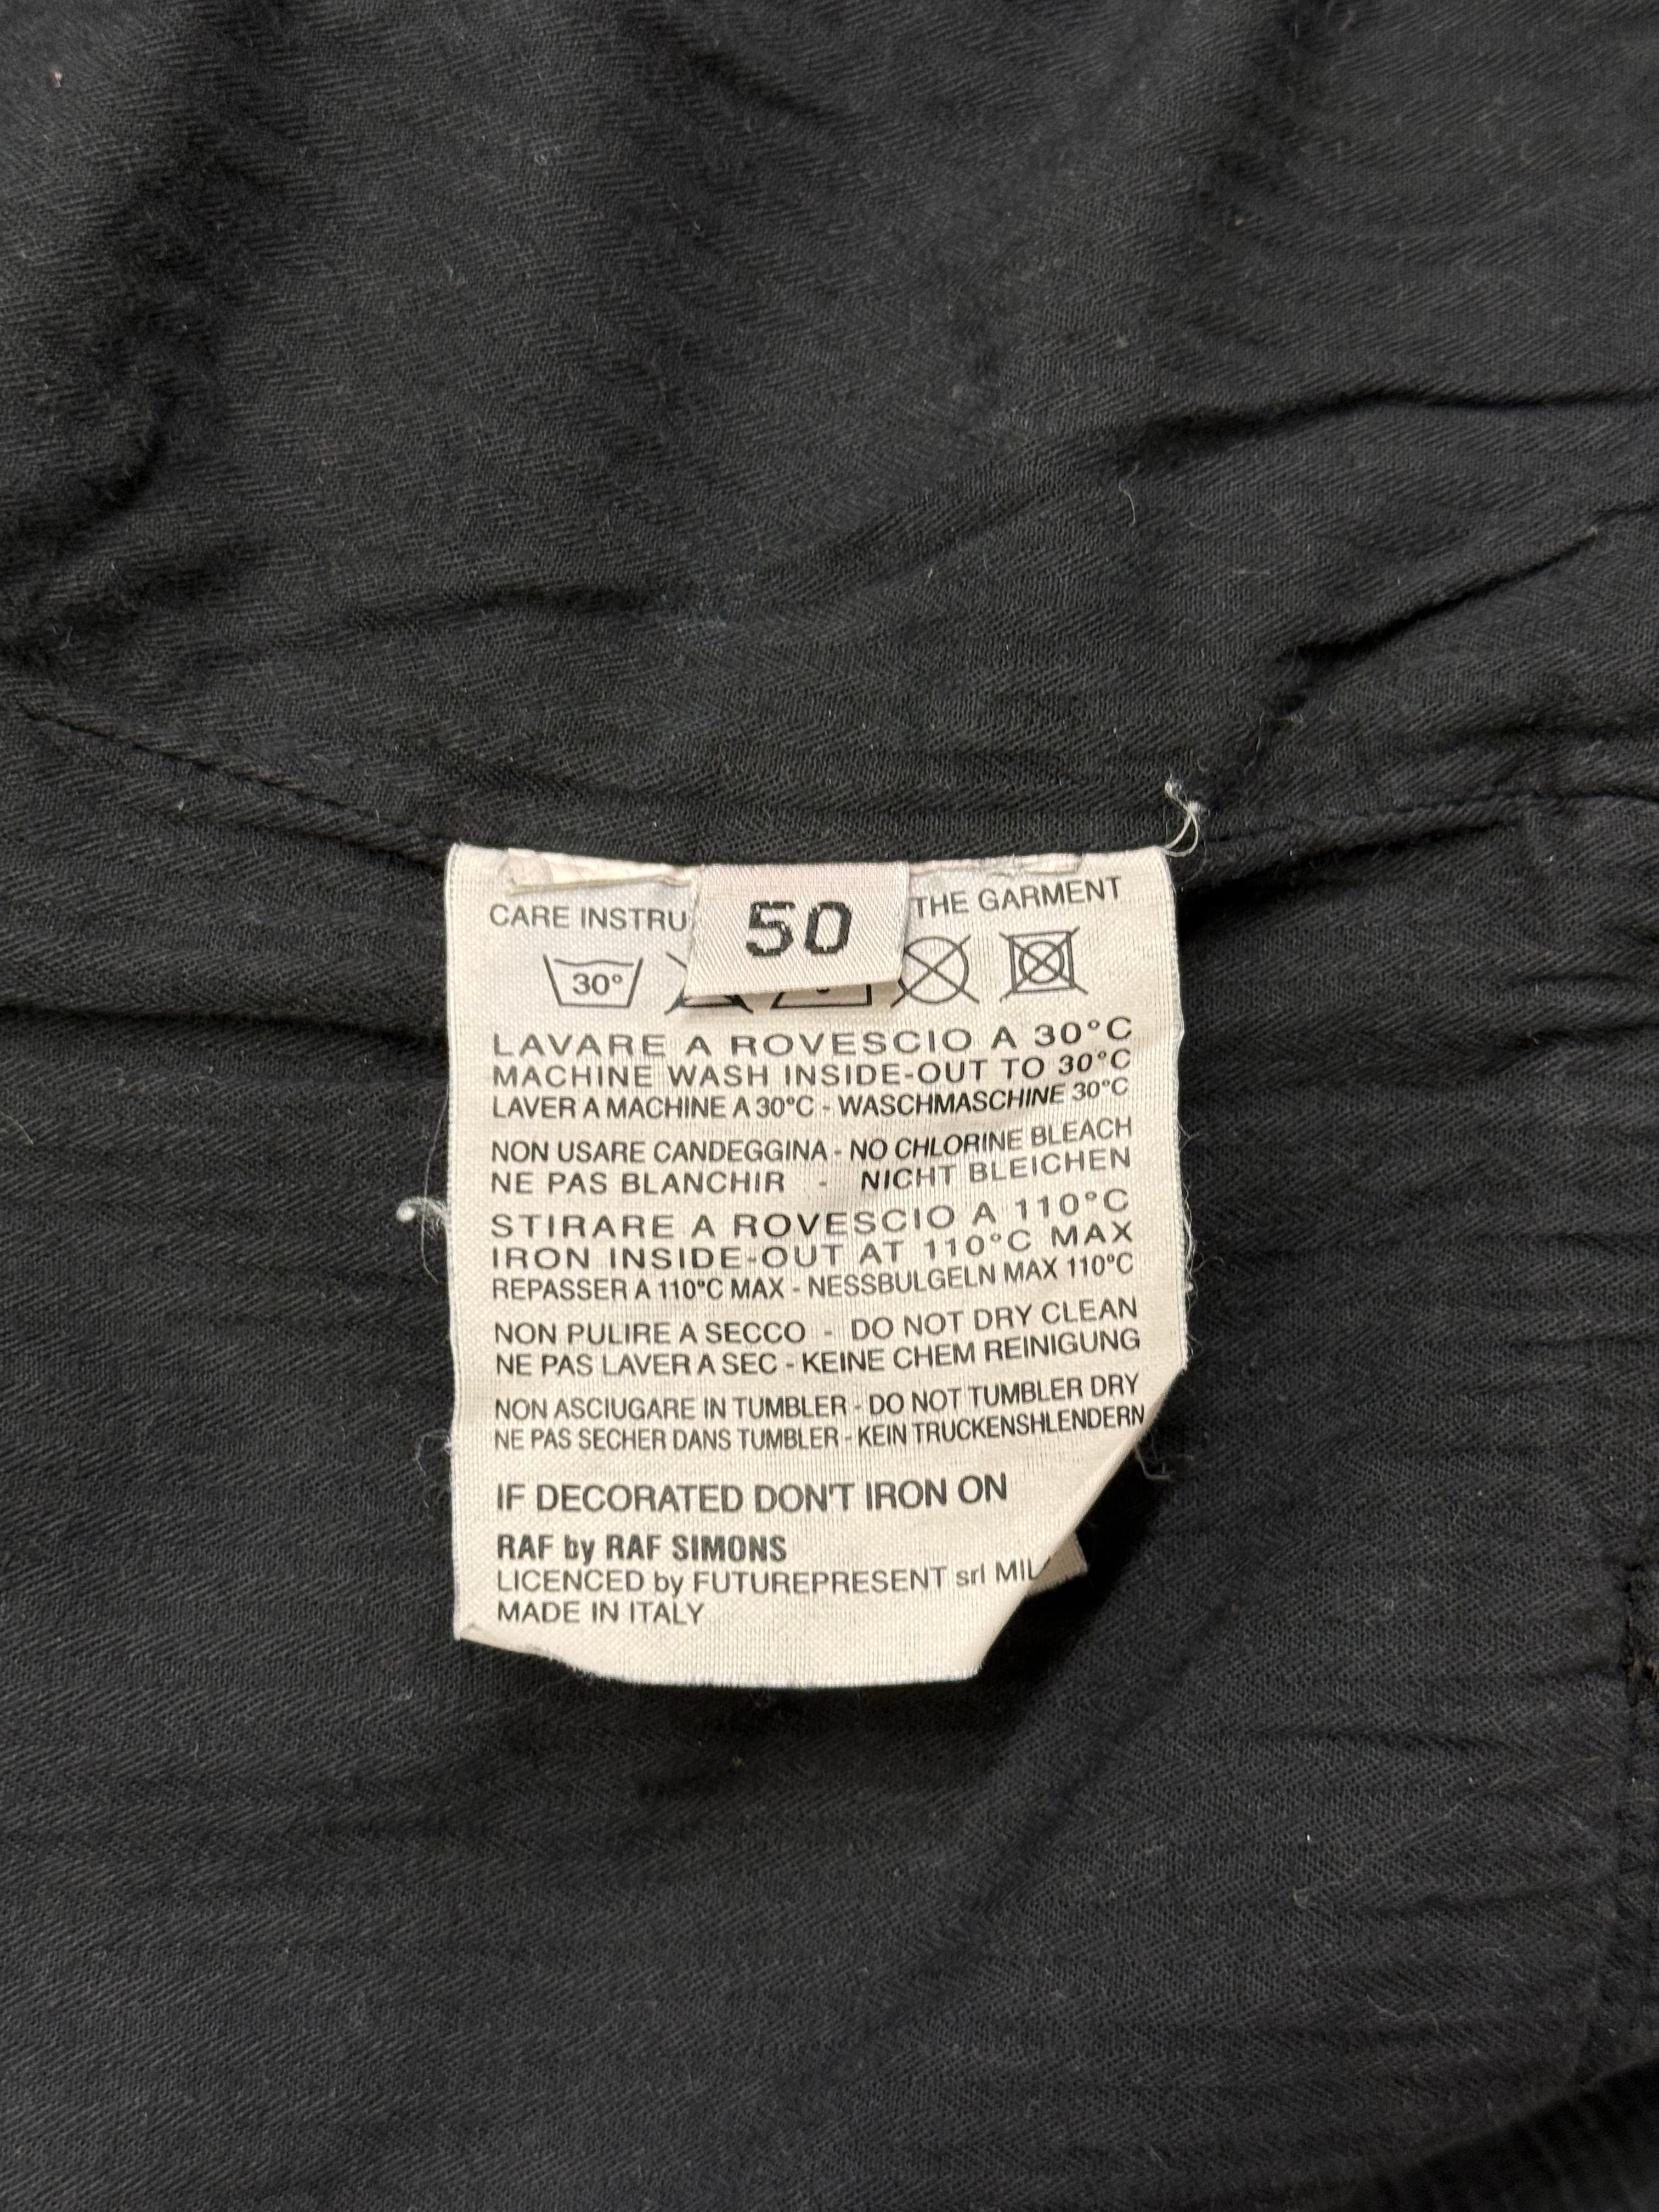 50
CARE INSTRU THE GARMENT
30°
LAVARE A ROVESCIO A 30°C
MACHINE WASH INSIDE-OUT TO 30°C
LAVER A MACHINE A 30°C - WASCHMASCHINE 30°C
NON USARE CANDEGGINA - NO CHLORINE BLEACH
NE PAS BLANCHIR - NICHT BLEICHEN
STIRARE A ROVESCIO A 110°C
IRON INSIDE-OUT AT 110°C MAX
REPASSER A 110°C MAX - NESSBULGELN MAX 110°C
NON PULIRE A SECCO - DO NOT DRY CLEAN
NE PAS LAVER A SEC - KEINE CHEM REINIGUNG
NON ASCIUGARE IN TUMBLER - DO NOT TUMBLER DRY
NE PAS SECHER DANS TUMBLER - KEIN TRUCKENSHLENDERN
IF DECORATED DON'T IRON ON
RAF by RAF SIMONS
LICENCED by FUTUREPRESENT srl MIL
MADE IN ITALY